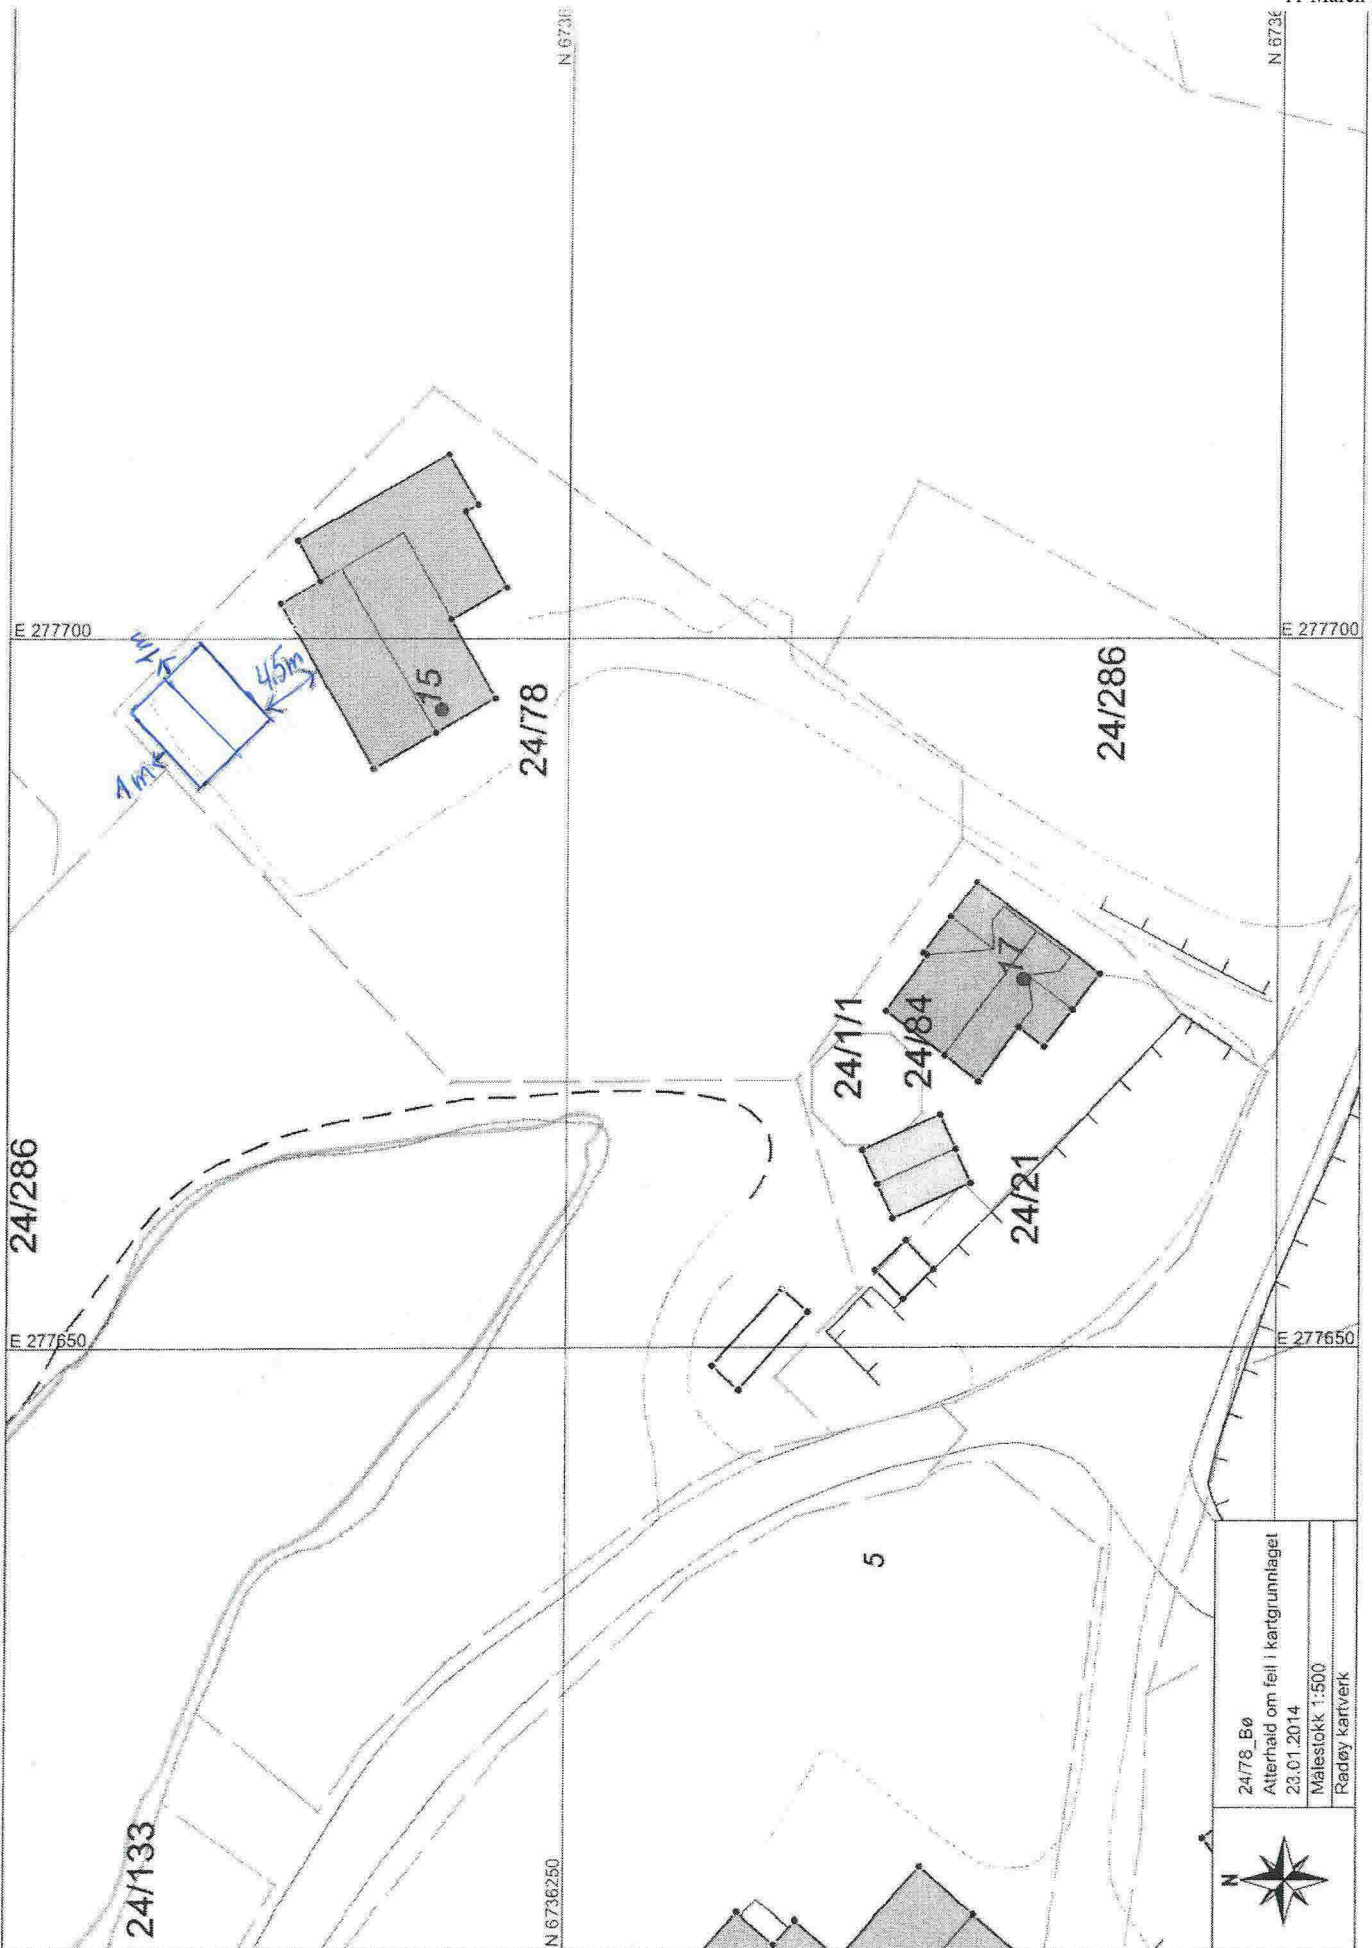 N 6736
N 6736
E 277700
E 277700
1m
4.5m
1m
15
24/78
24/286
17
24/1/1
24/84
24/286
24/21
E 277650
E 277650
5
24/133
N 6736250
24/78_Bø
Atterhald om feil i kartgrunnlaget
23.01.2014
Målestokk 1:500
Radøy kartverk
N